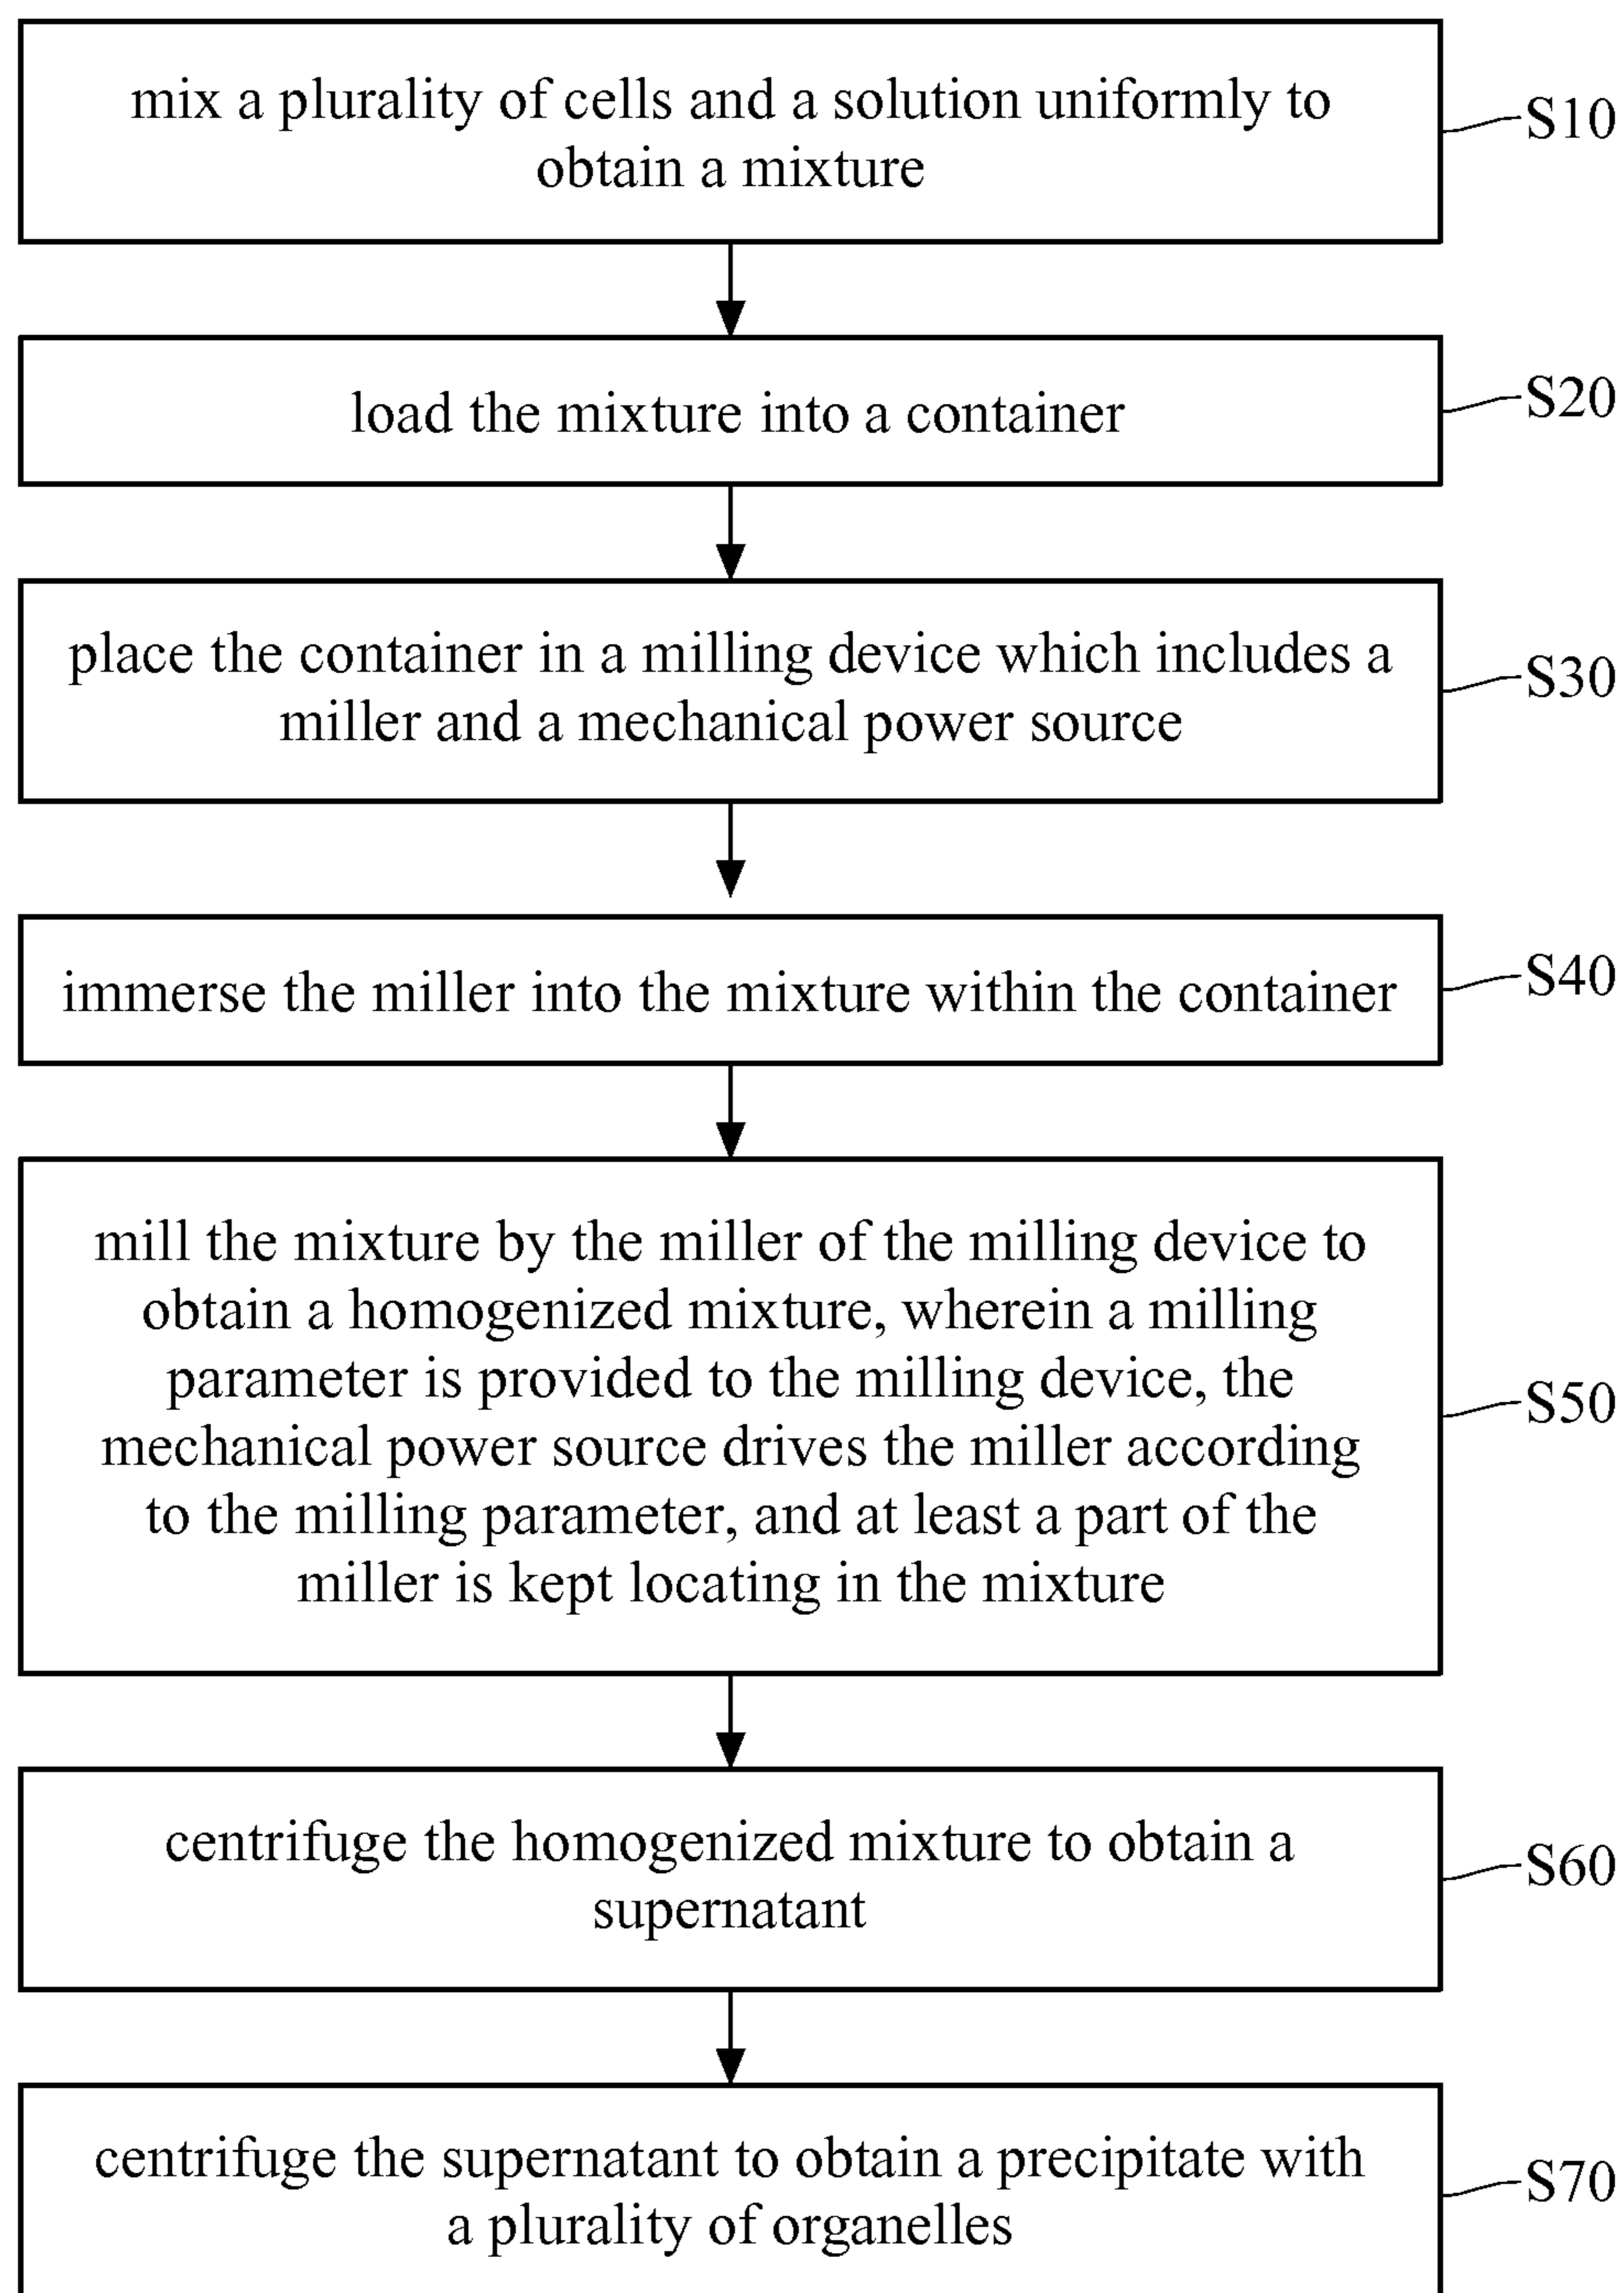 mix a plurality of cells and a solution uniformly to
obtain a mixture
S10
load the mixture into a container
S20
place the container in a milling device which includes a
miller and a mechanical power source
S30
immerse the miller into the mixture within the container
S40
mill the mixture by the miller of the milling device to
obtain a homogenized mixture, wherein a milling
parameter is provided to the milling device, the
mechanical power source drives the miller according
to the milling parameter, and at least a part of the
miller is kept locating in the mixture
S50
centrifuge the homogenized mixture to obtain a
supernatant
S60
centrifuge the supernatant to obtain a precipitate with
a plurality of organelles
S70